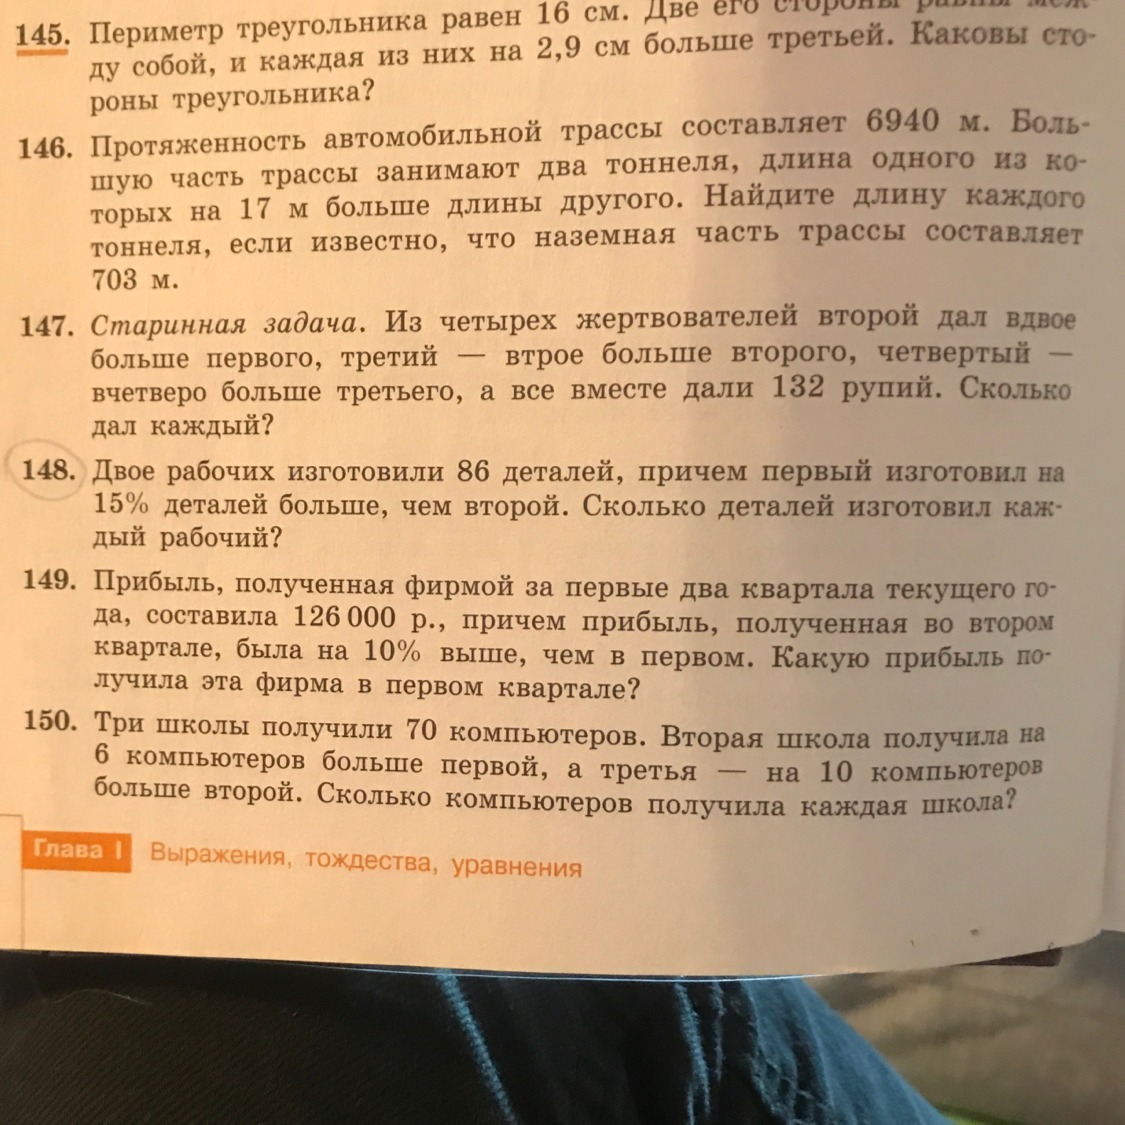 145. Периметр треугольника равен 16 см. Две его стороны равны меж-
ду собой, и каждая из них на 2,9 см больше третьей. Каковы сто-
роны треугольника?
146. Протяженность автомобильной трассы составляет 6940 м. Боль-
шую часть трассы занимают два тоннеля, длина одного из ко-
торых на 17 м больше длины другого. Найдите длину каждого
тоннеля, если известно, что наземная часть трассы составляет
703 м.
147. Старинная задача. Из четырех жертвователей второй дал вдвое
больше первого, третий — втрое больше второго, четвертый —
вчетверо больше третьего, а все вместе дали 132 рупий. Сколько
дал каждый?
148. Двое рабочих изготовили 86 деталей, причем первый изготовил на
15% деталей больше, чем второй. Сколько деталей изготовил каж-
дый рабочий?
149. Прибыль, полученная фирмой за первые два квартала текущего го-
да, составила 126 000 р., причем прибыль, полученная во втором
квартале, была на 10% выше, чем в первом. Какую прибыль по-
лучила эта фирма в первом квартале?
150. Три школы получили 70 компьютеров. Вторая школа получила на
6 компьютеров больше первой, а третья — на 10 компьютеров
больше второй. Сколько компьютеров получила каждая школа?
Глава I Выражения, тождества, уравнения